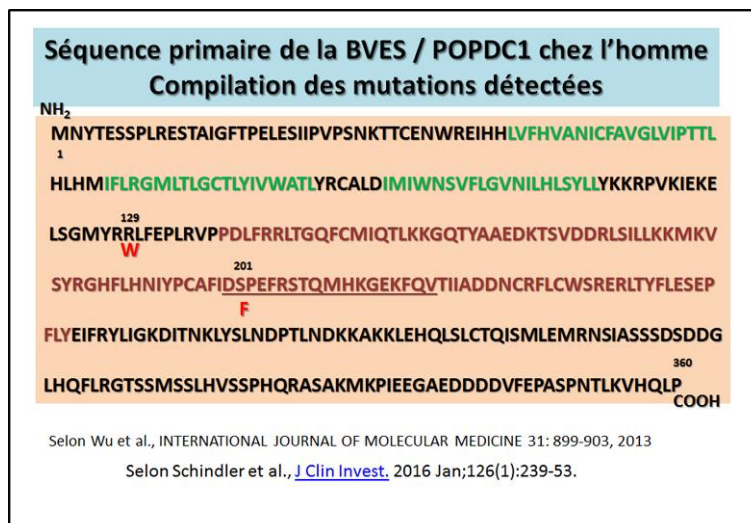 Séquence primaire de la BVES / POPDC1 chez l'homme
Compilation des mutations détectées
NH2
MNYTESSPLRESTAIGFTPELESIIPVPSNKTTCENWREIHHLVFHVANICFAVGLVIPTTL
1
HLHMIFLRGMLTLGCTLYIVWATLYRCALDIMIWNSVFLGVNILHLSYLLYKKRPVKIEKE
129
LSGMYRRLFEPLRVPPDLFRRLTGQFCMIQTLKKGQTYAAEDKTSVDDRLSILLKKMKV
W
SYRGHFLHNIYPCAFIDSPEFRSTQMHKGEKFQVTIIADDNCRFLCWSRERLTYFLESEP
201
F
FLYEIFRYLIGKDITNKLYSLNDPTLNDKKAKKLEHQLSLCTQISMLEMRNSIASSSDSDDG
360
LHQFLRGTSSMSSLHVSSPHQRASAKMKPIEEGAEDDDDVFEPASPNTLKVHQLP
COOH
Selon Wu et al., INTERNATIONAL JOURNAL OF MOLECULAR MEDICINE 31: 899-903, 2013
Selon Schindler et al., J Clin Invest. 2016 Jan;126(1):239-53.